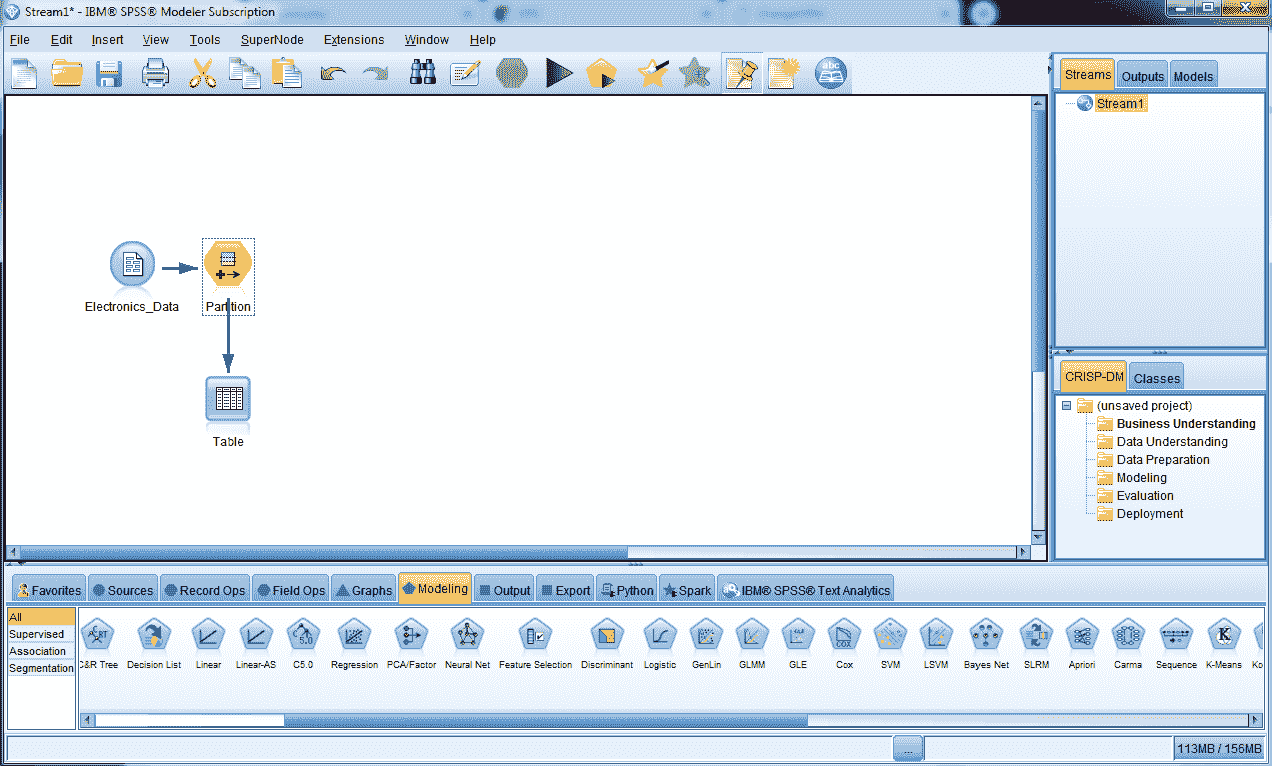 Stream1* - IBM® SPSS® Modeler Subscription
File Edit Insert View Tools SuperNode Extensions Window Help
abc
Streams Outputs Models
Stream1
Electronics_Data
Partition
Table
CRISP-DM Classes
(unsaved project)
Business Understanding
Data Understanding
Data Preparation
Modeling
Evaluation
Deployment
Favorites Sources Record Ops Field Ops Graphs Modeling Output Export Python Spark IBM® SPSS® Text Analytics
All
Supervised
Association
Segmentation
C&R Tree Decision List Linear Linear-AS C5.0 Regression PCA/Factor Neural Net Feature Selection Discriminant Logistic GenLin GLMM GLE Cox SVM LSVM Bayes Net SLRM Apriori Carma Sequence K-Means Ko
...
113MB / 156MB